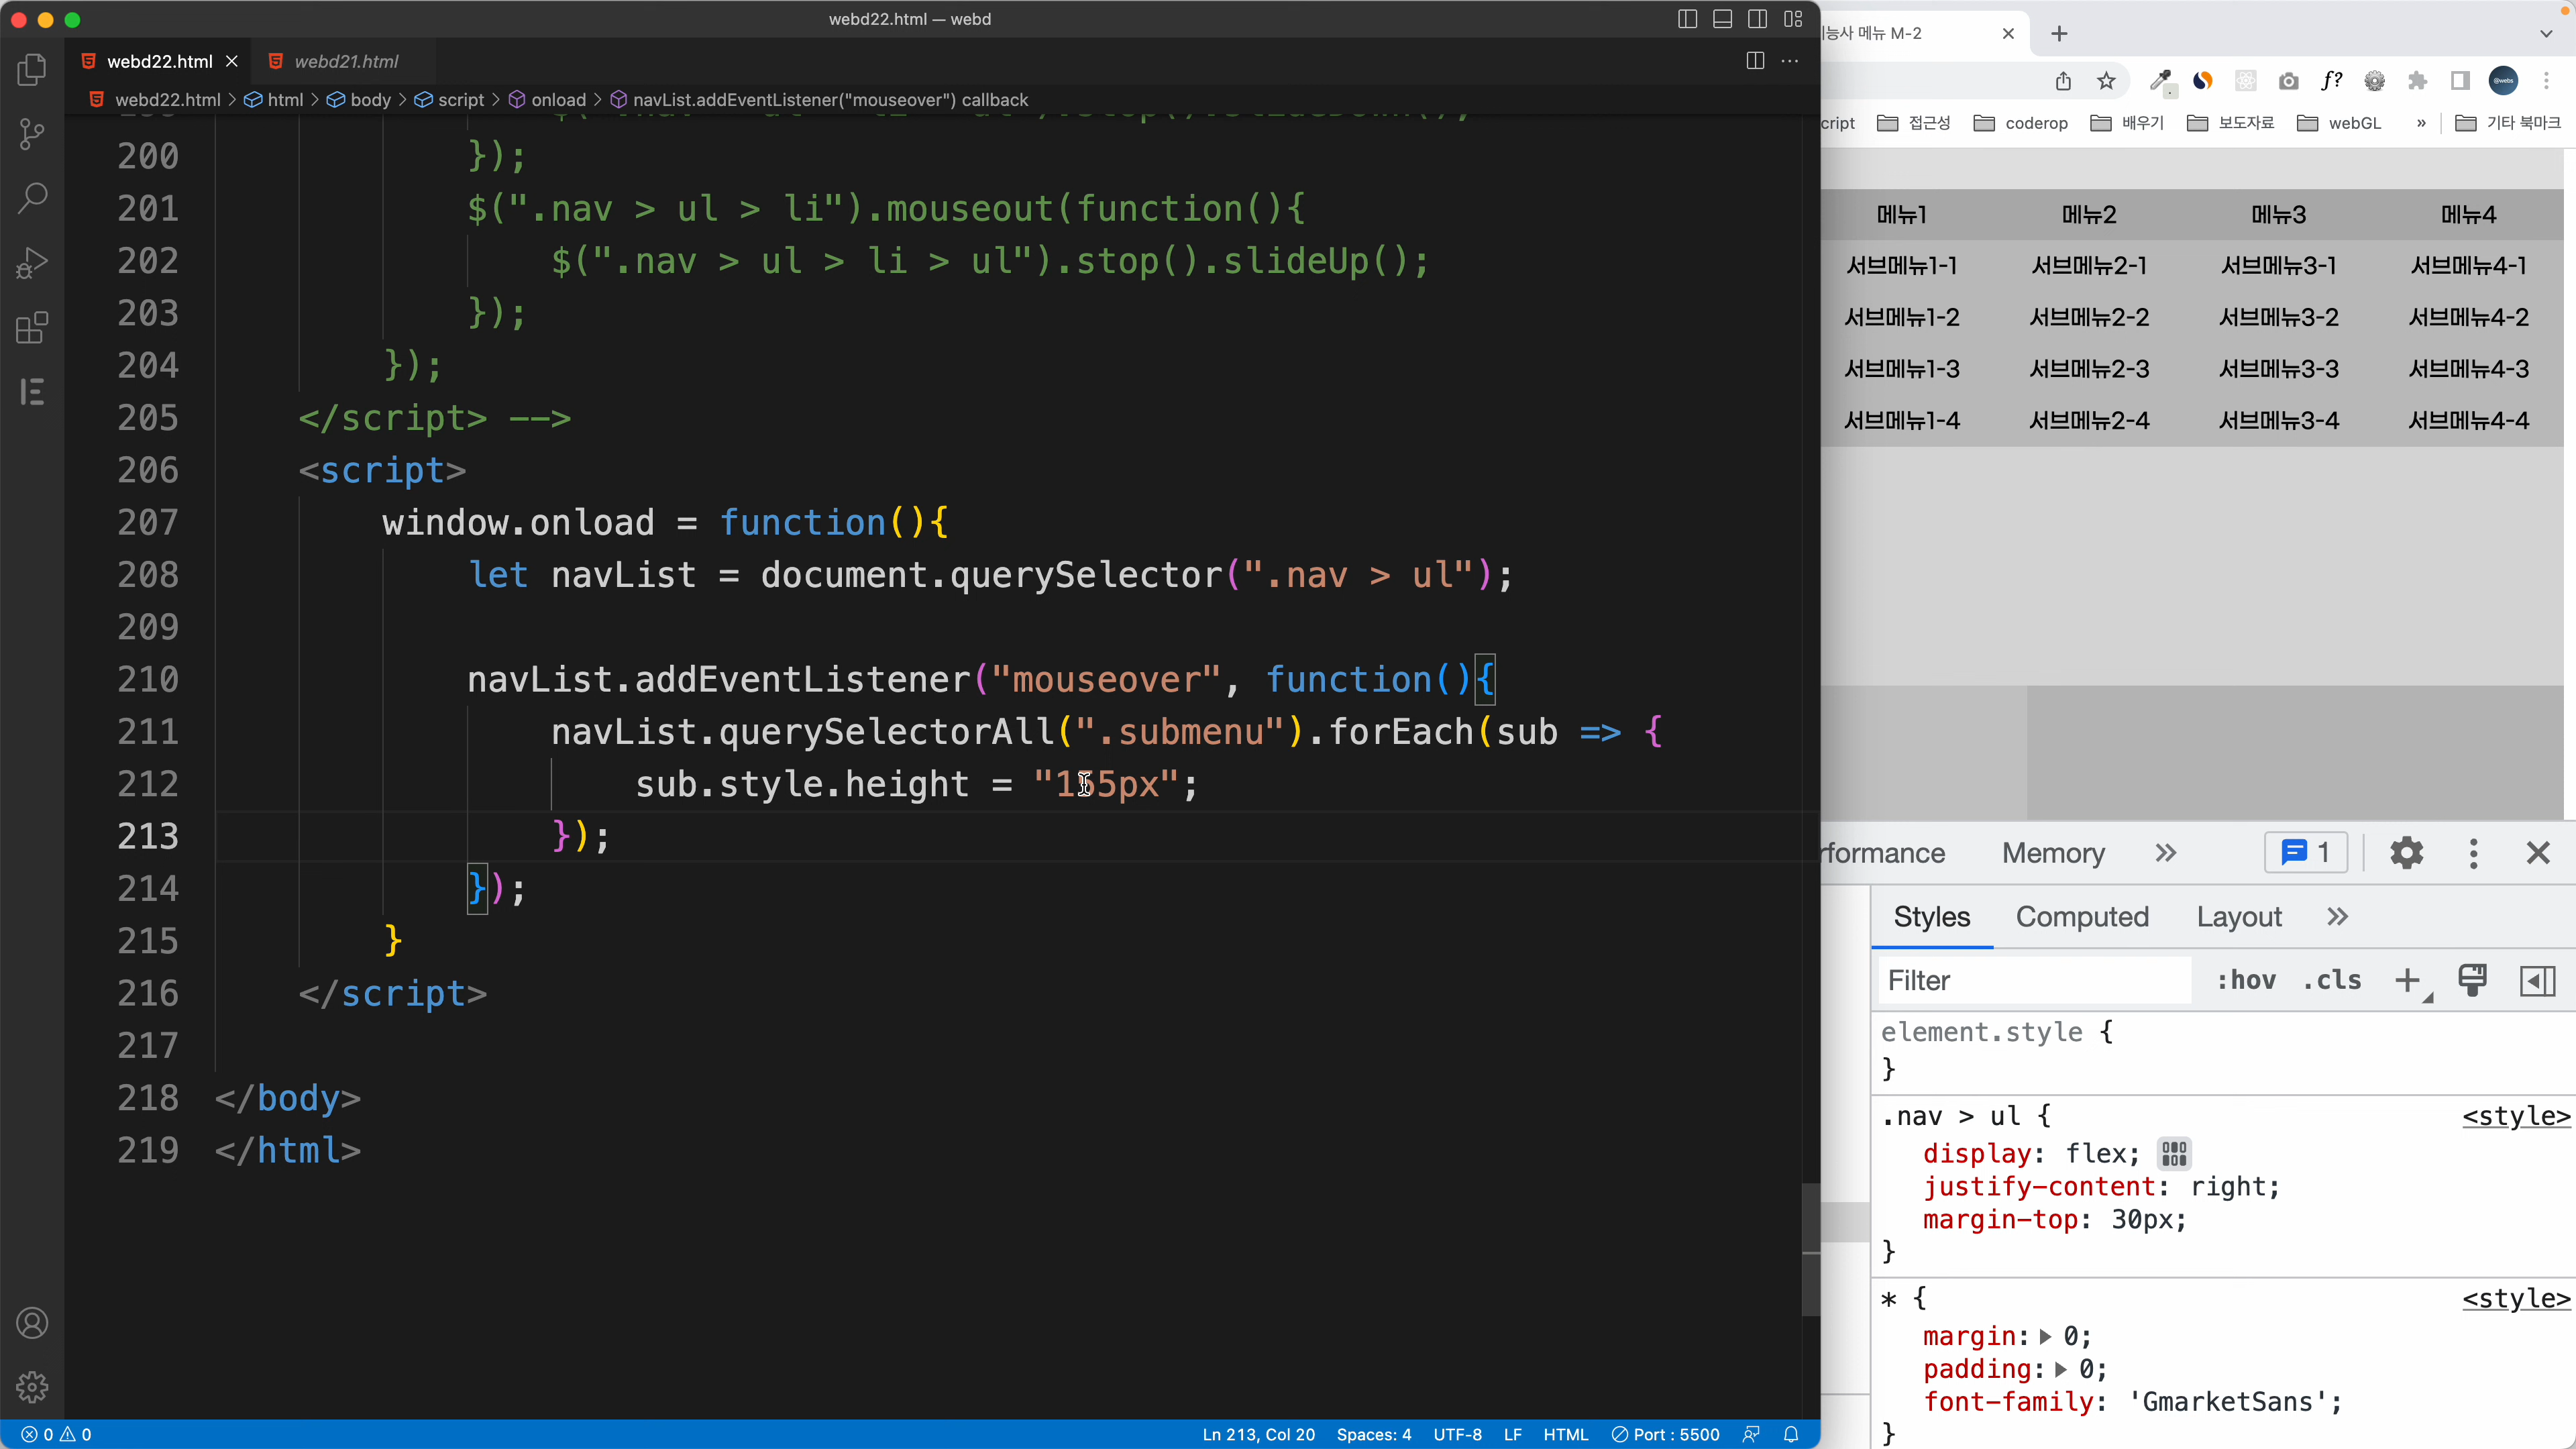 webd22.html — webd
webd22.html
webd21.html
webd22.html > html > body > script > onload > navList.addEventListener("mouseover") callback
200 });
201 $(".nav > ul > li").mouseout(function(){
202 $(".nav > ul > li > ul").stop().slideUp();
203 });
204 });
205 </script> -->
206 <script>
207 window.onload = function(){
208 let navList = document.querySelector(".nav > ul");
209
210 navList.addEventListener("mouseover", function(){
211 navList.querySelectorAll(".submenu").forEach(sub => {
212 sub.style.height = "155px";
213 });
214 });
215 }
216 </script>
217
218 </body>
219 </html>
0 0
Ln 213, Col 20 Spaces: 4 UTF-8 LF HTML Port : 5500
능사 메뉴 M-2
f?
cript 접근성 coderop 배우기 보도자료 webGL » 기타 북마크
메뉴1 메뉴2 메뉴3 메뉴4
서브메뉴1-1 서브메뉴2-1 서브메뉴3-1 서브메뉴4-1
서브메뉴1-2 서브메뉴2-2 서브메뉴3-2 서브메뉴4-2
서브메뉴1-3 서브메뉴2-3 서브메뉴3-3 서브메뉴4-3
서브메뉴1-4 서브메뉴2-4 서브메뉴3-4 서브메뉴4-4
rformance Memory » 1
Styles Computed Layout »
Filter :hov .cls +
element.style {
}
.nav > ul { <style>
display: flex;
justify-content: right;
margin-top: 30px;
}
* { <style>
margin: 0;
padding: 0;
font-family: 'GmarketSans';
}